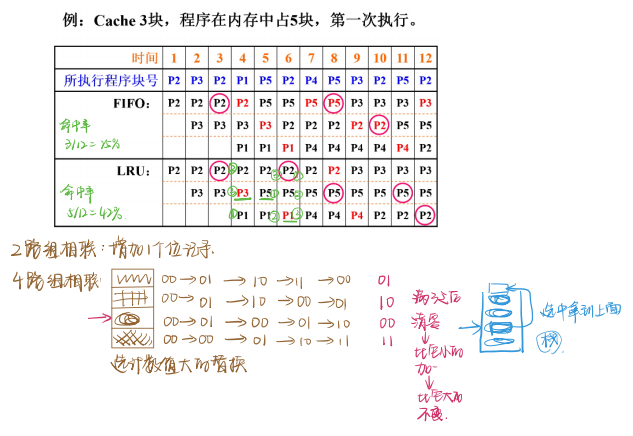 例：Cache 3块，程序在内存中占5块，第一次执行。
时间 1 2 3 4 5 6 7 8 9 10 11 12
所执行程序块号 P2 P3 P2 P1 P5 P2 P4 P5 P3 P2 P5 P2
FIFO： P2 P2 P2 P2 P5 P5 P5 P5 P3 P3 P3 P3
命中率 P3 P3 P3 P3 P2 P2 P2 P2 P2 P5 P5
3/12=25% P1 P1 P1 P4 P4 P4 P4 P4 P2
LRU： P2 P2 P2 P2 P2 P2 P2 P2 P3 P3 P3 P3
命中率 P3 P3 P3 P5 P5 P5 P5 P5 P5 P5 P5
5/12=42% P1 P1 P1 P4 P4 P4 P2 P2 P2
2路组相联：增加1个位记录.
4路组相联： 00→01→10→11→00 01
00→01→10→00→01 10
00→01→00→01→10 00
00→00→01→10→11 11
选计数值大的替换
命中后
清零
比它小的
加一
比它大的
不变.
选中拿到上面
栈